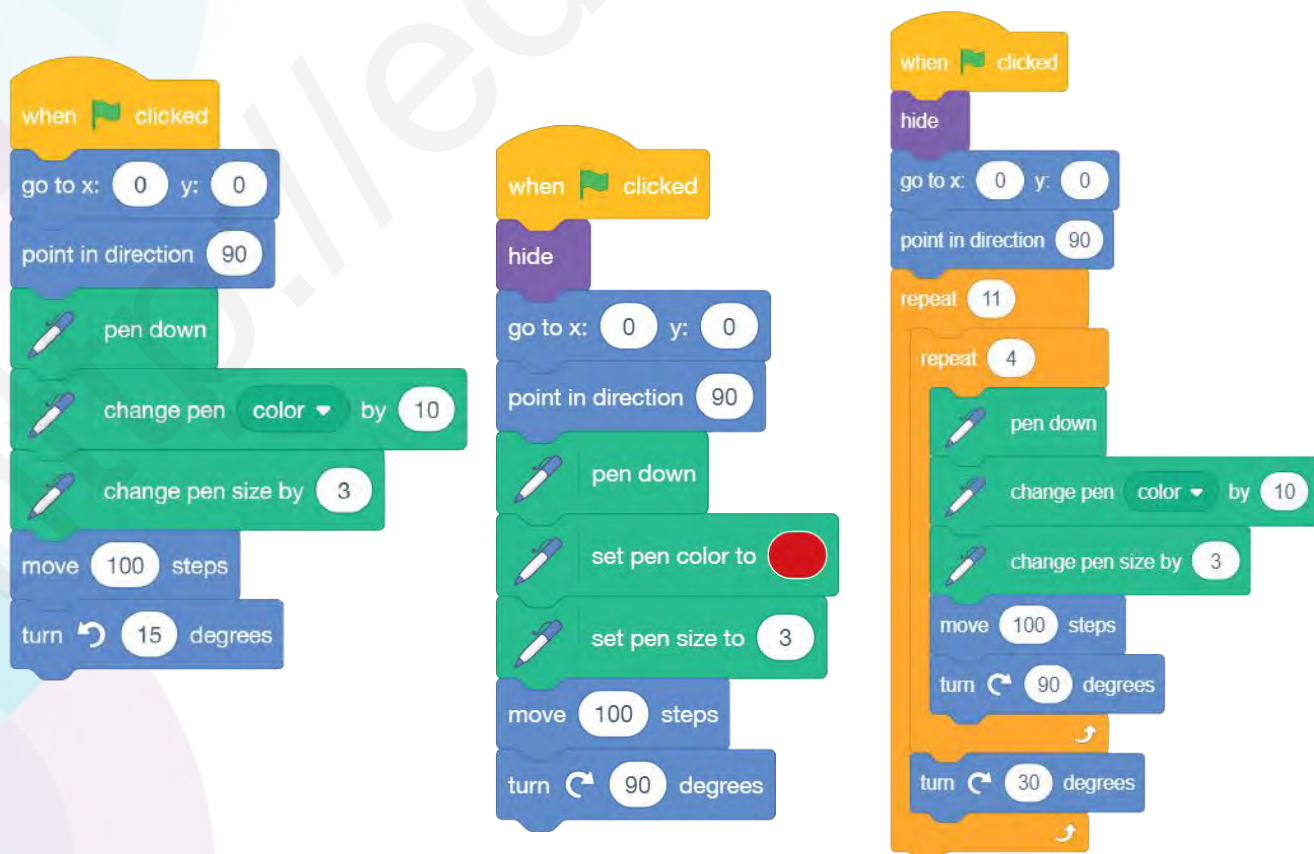 when clicked
go to x: 0 y: 0
point in direction 90
pen down
change pen color by 10
change pen size by 3
move 100 steps
turn 15 degrees
when clicked
hide
go to x: 0 y: 0
point in direction 90
pen down
set pen color to
set pen size to 3
move 100 steps
turn 90 degrees
when clicked
hide
go to x: 0 y: 0
point in direction 90
repeat 11
repeat 4
pen down
change pen color by 10
change pen size by 3
move 100 steps
turn 90 degrees
turn 30 degrees